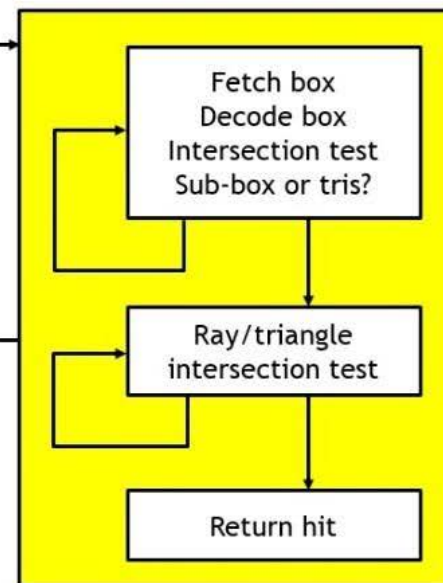 Fetch box
Decode box
Intersection test
Sub-box or tris?
Ray/triangle
intersection test
Return hit